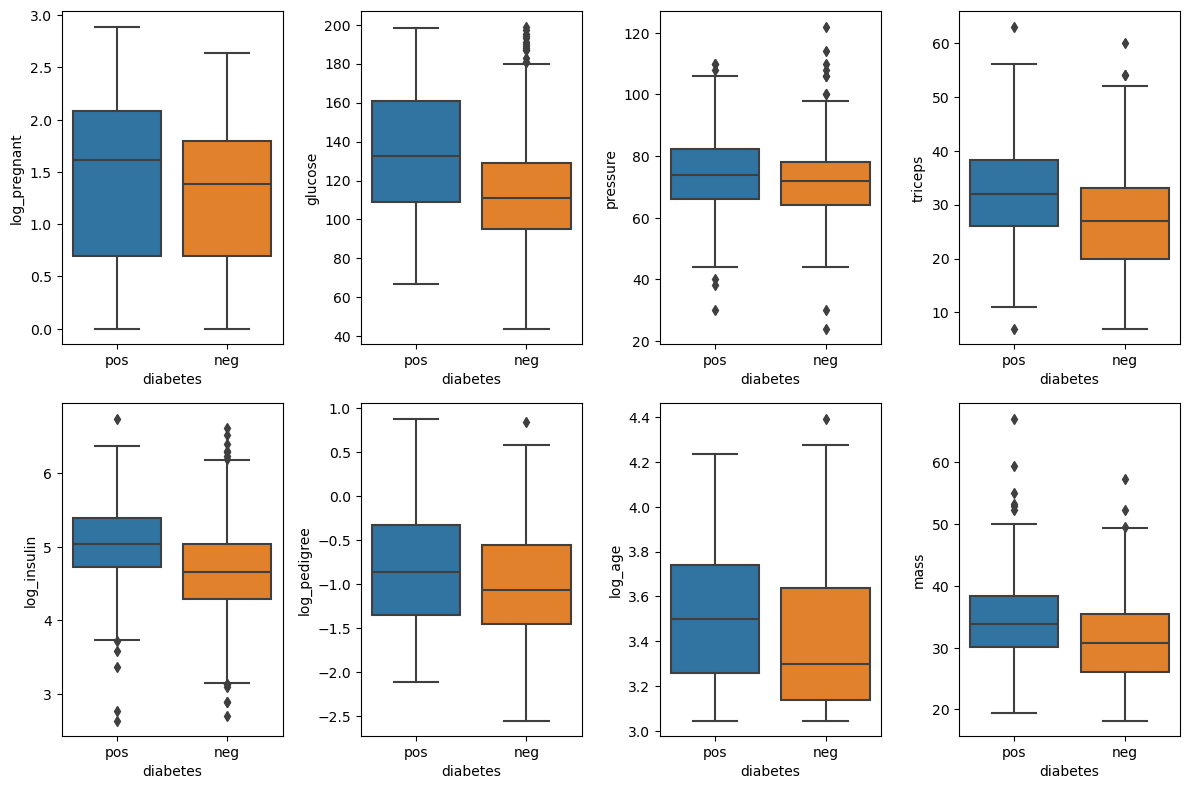 log_pregnant
3.0
2.5
2.0
1.5
1.0
0.5
0.0
pos neg
diabetes
glucose
200
180
160
140
120
100
80
60
40
pos neg
diabetes
pressure
120
100
80
60
40
20
pos neg
diabetes
triceps
60
50
40
30
20
10
pos neg
diabetes
log_insulin
6
5
4
3
pos neg
diabetes
log_pedigree
1.0
0.5
0.0
−0.5
−1.0
−1.5
−2.0
−2.5
pos neg
diabetes
log_age
4.4
4.2
4.0
3.8
3.6
3.4
3.2
3.0
pos neg
diabetes
mass
60
50
40
30
20
pos neg
diabetes